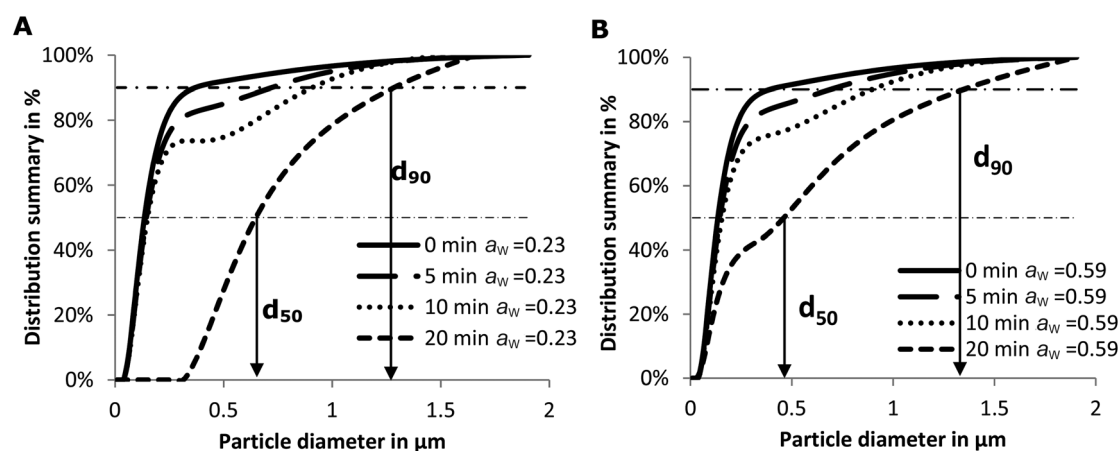 A
Distribution summary in %
100%
80%
60%
40%
20%
0%
d90
d50
0 min aw =0.23
5 min aw =0.23
10 min aw =0.23
20 min aw =0.23
0
0.5
1
1.5
2
Particle diameter in µm
B
Distribution summary in %
100%
80%
60%
40%
20%
0%
d90
d50
0 min aw =0.59
5 min aw =0.59
10 min aw =0.59
20 min aw =0.59
0
0.5
1
1.5
2
Particle diameter in µm